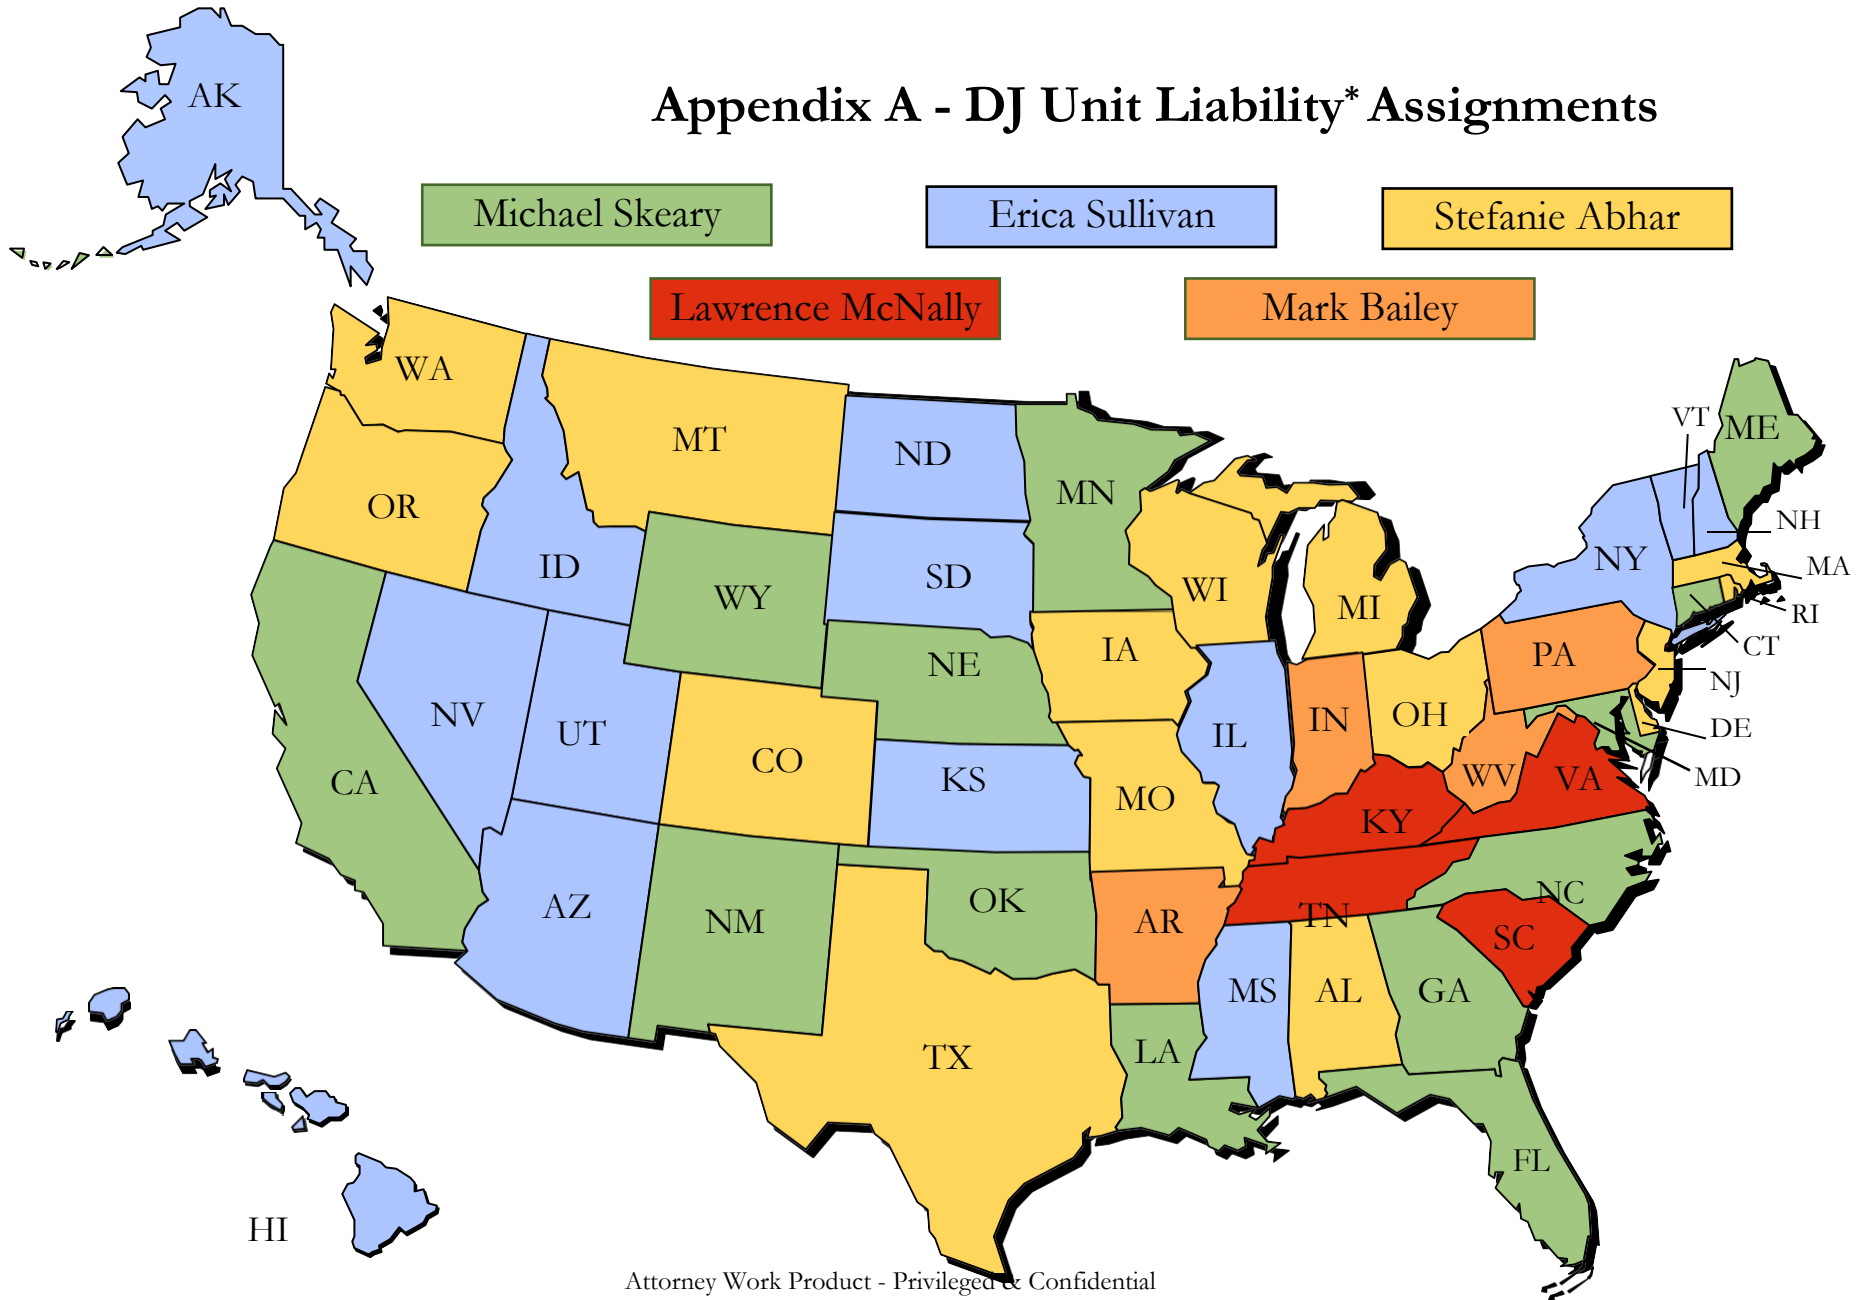 AK
Appendix A - DJ Unit Liability* Assignments
Michael Skeary
Erica Sullivan
Stefanie Abhar
Lawrence McNally
Mark Bailey
WA
MT
ND
MN
VT
ME
OR
ID
WY
SD
WI
MI
NY
NH
MA
RI
CT
IA
NE
PA
NJ
NV
UT
CO
KS
MO
IL
IN
OH
WV
VA
DE
MD
CA
KY
AZ
NM
OK
AR
TN
NC
SC
MS
AL
GA
TX
LA
FL
HI
Attorney Work Product - Privileged & Confidential